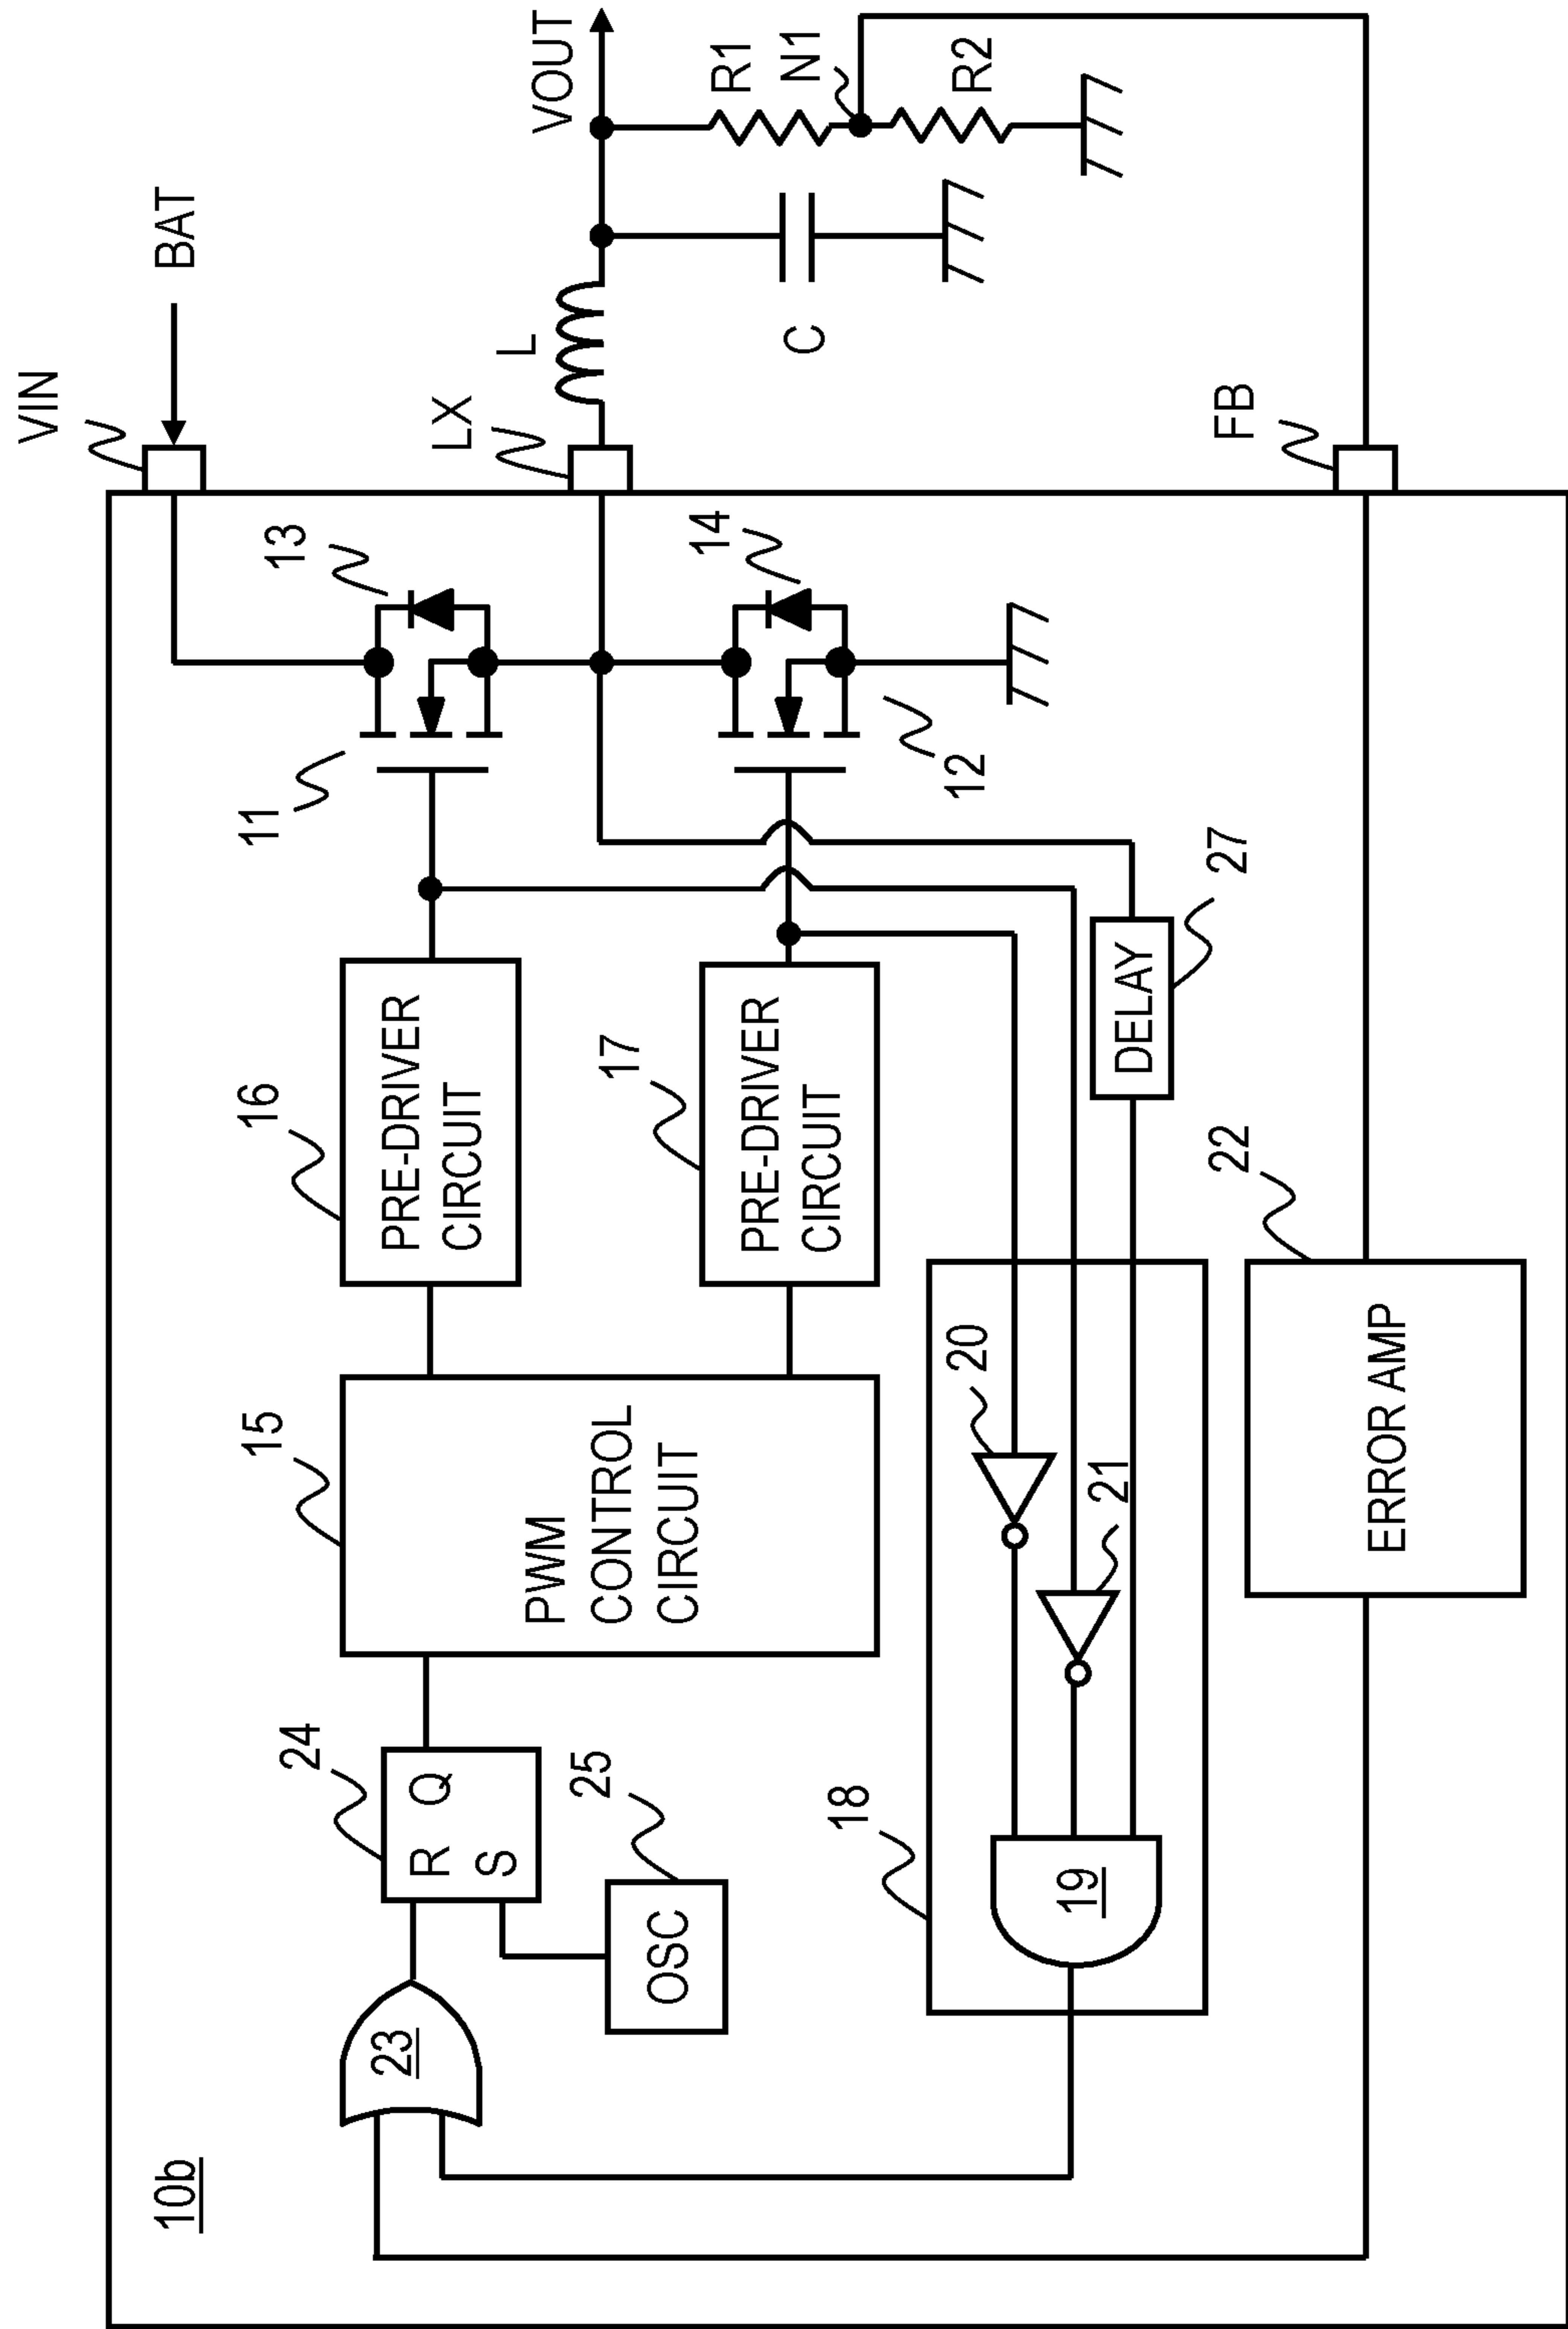 10b
23
24
R Q
S
25
OSC
15
PWM
CONTROL
CIRCUIT
16
PRE-DRIVER
CIRCUIT
17
PRE-DRIVER
CIRCUIT
11
13
12
14
VIN
BAT
LX
L
VOUT
C
R1
N1
R2
FB
18
19
20
21
DELAY
27
22
ERROR AMP